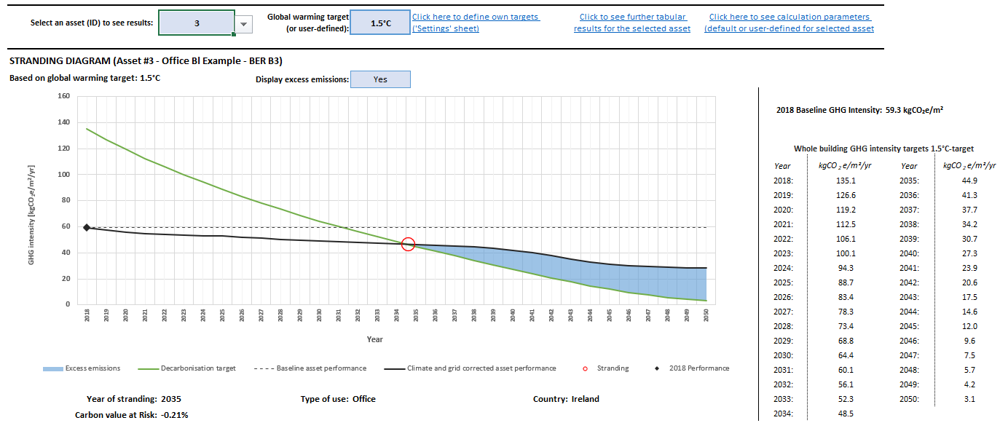 Select an asset (ID) to see results:
3
Global warming target
(or user-defined):
1.5°C
Click here to define own targets
('Settings' sheet)
Click to see further tabular
results for the selected asset
Click here to see calculation parameters
(default or user-defined for selected asset
STRANDING DIAGRAM (Asset #3 - Office Bl Example - BER B3)
Based on global warming target: 1.5°C
Display excess emissions:
Yes
GHG intensity [kgCO₂e/m²/yr]
160
140
120
100
80
60
40
20
0
2018 2019 2020 2021 2022 2023 2024 2025 2026 2027 2028 2029 2030 2031 2032 2033 2034 2035 2036 2037 2038 2039 2040 2041 2042 2043 2044 2045 2046 2047 2048 2049 2050
Year
Excess emissions
Decarbonisation target
Baseline asset performance
Climate and grid corrected asset performance
Stranding
2018 Performance
Year of stranding: 2035
Type of use: Office
Country: Ireland
Carbon value at Risk: -0.21%
2018 Baseline GHG Intensity: 59.3 kgCO₂e/m²
Whole building GHG intensity targets 1.5°C-target
Year kgCO₂e/m²/yr Year kgCO₂e/m²/yr
2018: 135.1 2035: 44.9
2019: 126.6 2036: 41.3
2020: 119.2 2037: 37.7
2021: 112.5 2038: 34.2
2022: 106.1 2039: 30.7
2023: 100.1 2040: 27.3
2024: 94.3 2041: 23.9
2025: 88.7 2042: 20.6
2026: 83.4 2043: 17.5
2027: 78.3 2044: 14.6
2028: 73.4 2045: 12.0
2029: 68.8 2046: 9.6
2030: 64.4 2047: 7.5
2031: 60.1 2048: 5.7
2032: 56.1 2049: 4.2
2033: 52.3 2050: 3.1
2034: 48.5